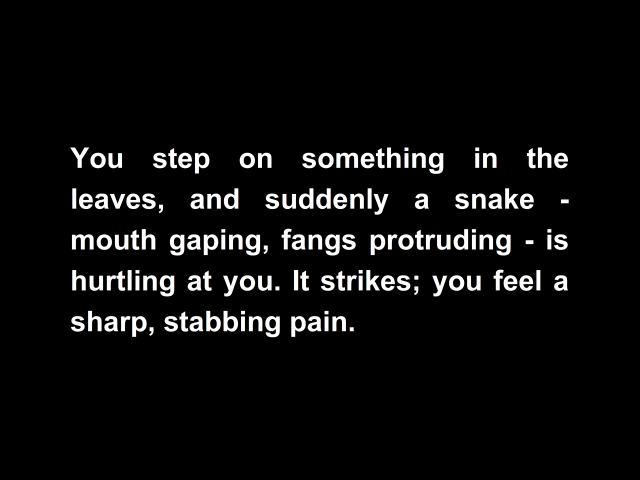 You step on something in the
leaves, and suddenly a snake -
mouth gaping, fangs protruding - is
hurtling at you. It strikes; you feel a
sharp, stabbing pain.